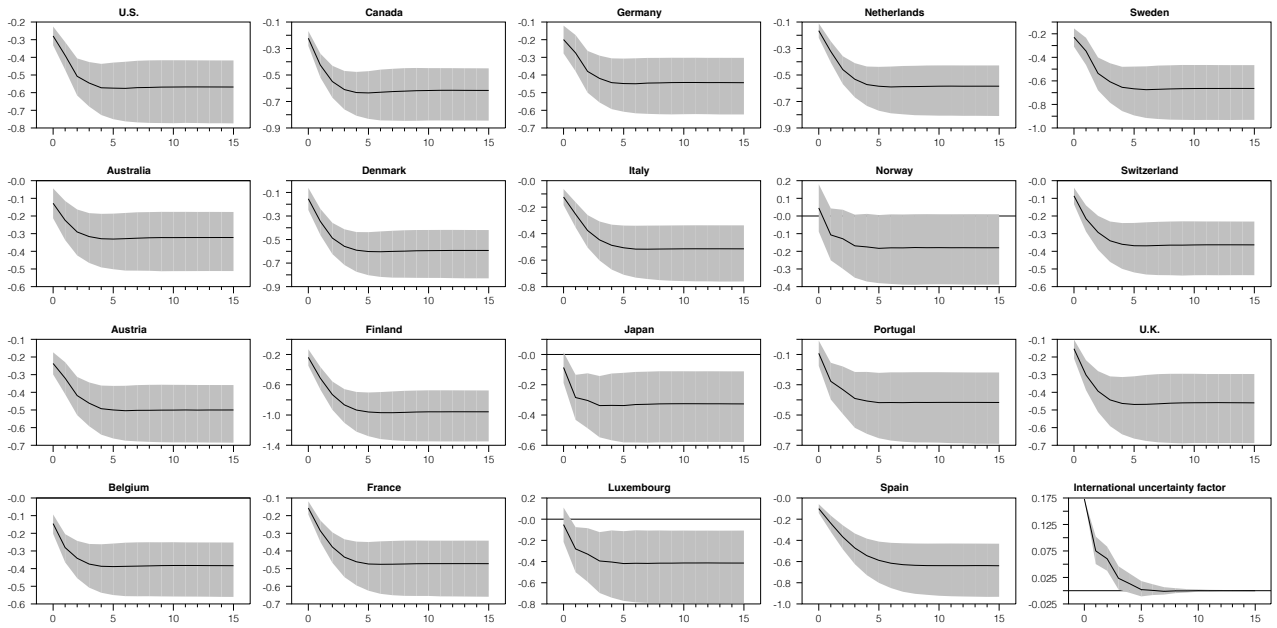 U.S.
-0.2
-0.3
-0.4
-0.5
-0.6
-0.7
-0.8
0 5 10 15
Canada
-0.1
-0.3
-0.5
-0.7
-0.9
0 5 10 15
Germany
-0.1
-0.2
-0.3
-0.4
-0.5
-0.6
-0.7
0 5 10 15
Netherlands
-0.1
-0.3
-0.5
-0.7
-0.9
0 5 10 15
Sweden
-0.2
-0.4
-0.6
-0.8
-1.0
0 5 10 15
Australia
-0.0
-0.1
-0.2
-0.3
-0.4
-0.5
-0.6
0 5 10 15
Denmark
-0.1
-0.3
-0.5
-0.7
-0.9
0 5 10 15
Italy
-0.0
-0.2
-0.4
-0.6
-0.8
0 5 10 15
Norway
0.2
0.1
-0.0
-0.1
-0.2
-0.3
-0.4
0 5 10 15
Switzerland
-0.0
-0.1
-0.2
-0.3
-0.4
-0.5
-0.6
0 5 10 15
Austria
-0.1
-0.2
-0.3
-0.4
-0.5
-0.6
-0.7
0 5 10 15
Finland
-0.2
-0.6
-1.0
-1.4
0 5 10 15
Japan
-0.0
-0.2
-0.4
-0.6
0 5 10 15
Portugal
-0.1
-0.3
-0.5
-0.7
0 5 10 15
U.K.
-0.1
-0.2
-0.3
-0.4
-0.5
-0.6
-0.7
0 5 10 15
Belgium
-0.0
-0.1
-0.2
-0.3
-0.4
-0.5
-0.6
0 5 10 15
France
-0.1
-0.2
-0.3
-0.4
-0.5
-0.6
-0.7
0 5 10 15
Luxembourg
0.2
-0.0
-0.2
-0.4
-0.6
-0.8
0 5 10 15
Spain
-0.0
-0.2
-0.4
-0.6
-0.8
-1.0
0 5 10 15
International uncertainty factor
0.175
0.125
0.075
0.025
-0.025
0 5 10 15